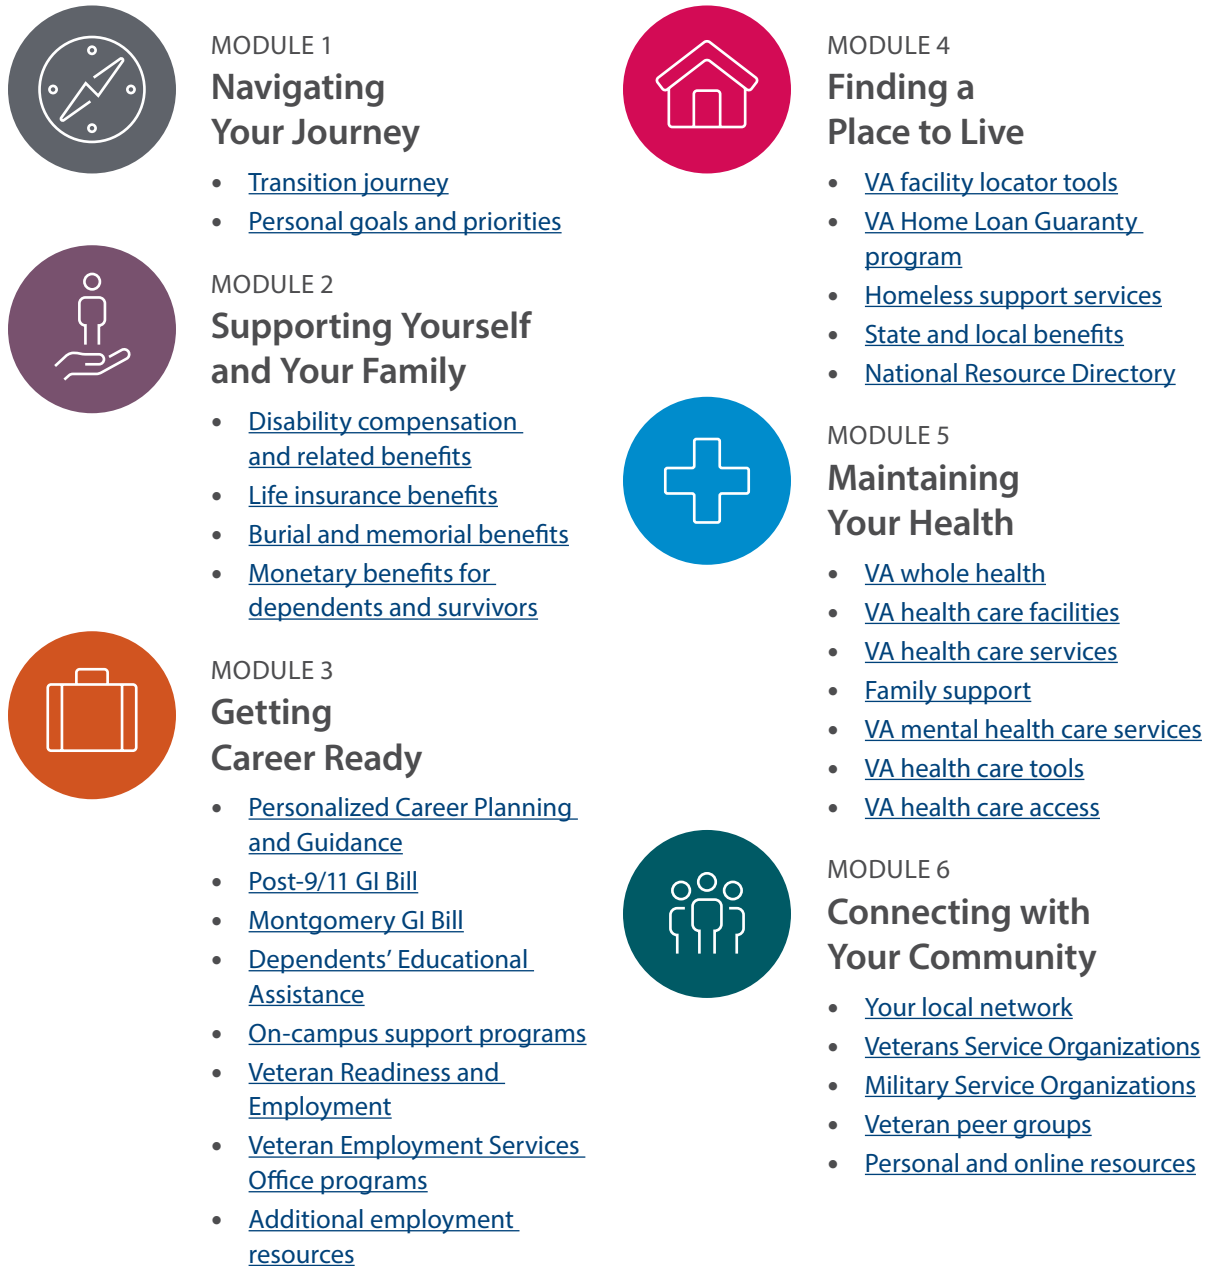 MODULE 1
Navigating
Your Journey
• Transition journey
• Personal goals and priorities
MODULE 2
Supporting Yourself
and Your Family
• Disability compensation
and related benefits
• Life insurance benefits
• Burial and memorial benefits
• Monetary benefits for
dependents and survivors
MODULE 3
Getting
Career Ready
• Personalized Career Planning
and Guidance
• Post-9/11 GI Bill
• Montgomery GI Bill
• Dependents’ Educational
Assistance
• On-campus support programs
• Veteran Readiness and
Employment
• Veteran Employment Services
Office programs
• Additional employment
resources
MODULE 4
Finding a
Place to Live
• VA facility locator tools
• VA Home Loan Guaranty
program
• Homeless support services
• State and local benefits
• National Resource Directory
MODULE 5
Maintaining
Your Health
• VA whole health
• VA health care facilities
• VA health care services
• Family support
• VA mental health care services
• VA health care tools
• VA health care access
MODULE 6
Connecting with
Your Community
• Your local network
• Veterans Service Organizations
• Military Service Organizations
• Veteran peer groups
• Personal and online resources